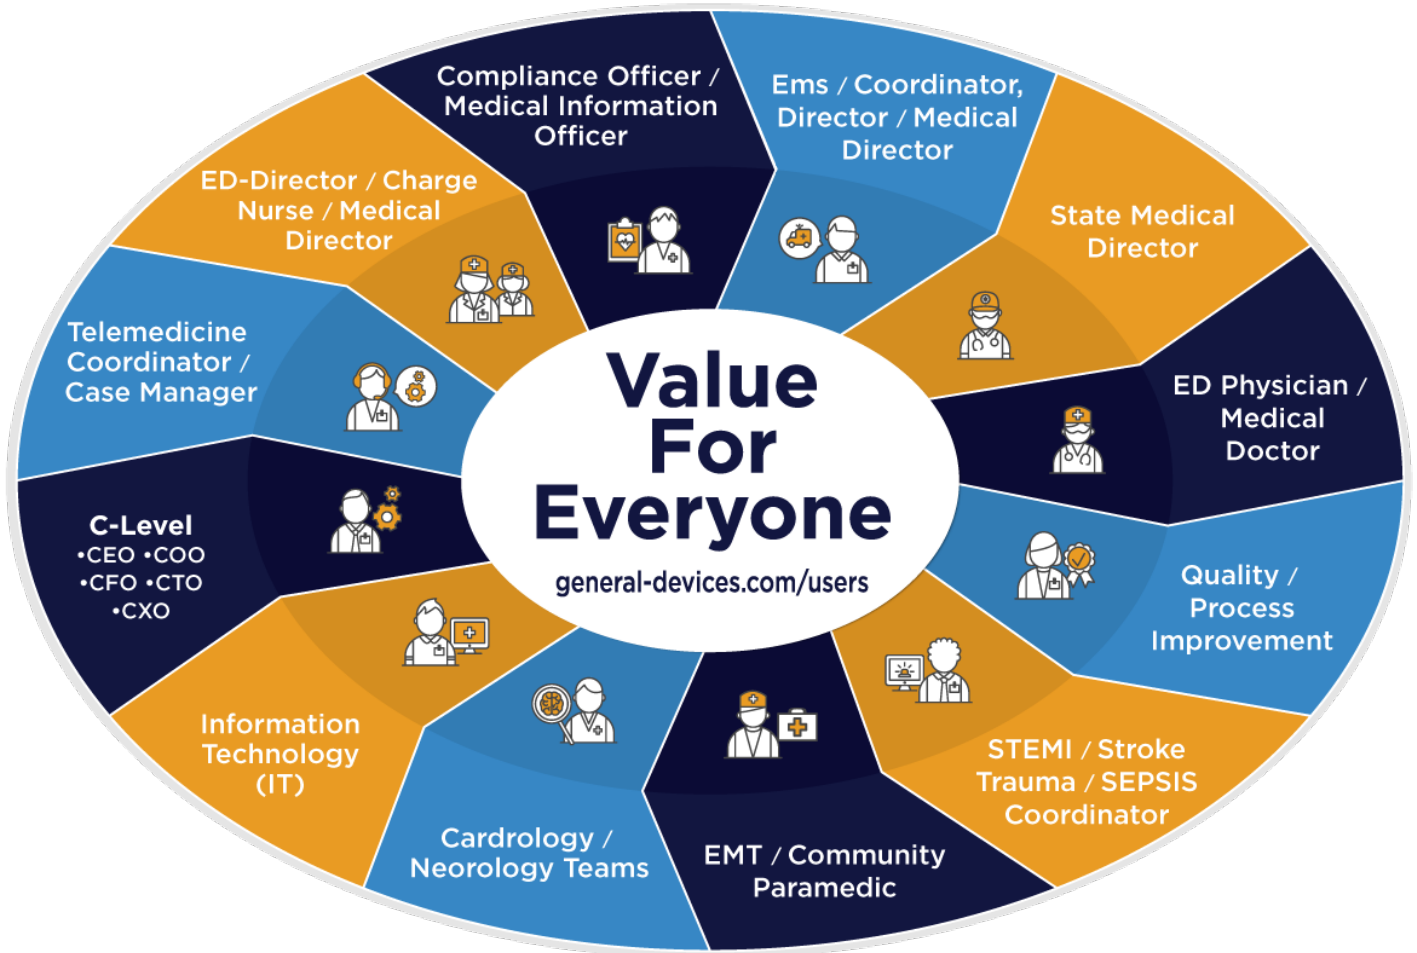 Compliance Officer /
Medical Information
Officer
Ems / Coordinator,
Director / Medical
Director
State Medical
Director
ED Physician /
Medical
Doctor
Quality /
Process
Improvement
STEMI / Stroke
Trauma / SEPSIS
Coordinator
EMT / Community
Paramedic
Cardrology /
Neorology Teams
Information
Technology
(IT)
C-Level
•CEO •COO
•CFO •CTO
•CXO
Telemedicine
Coordinator /
Case Manager
ED-Director / Charge
Nurse / Medical
Director
Value
For
Everyone
general-devices.com/users